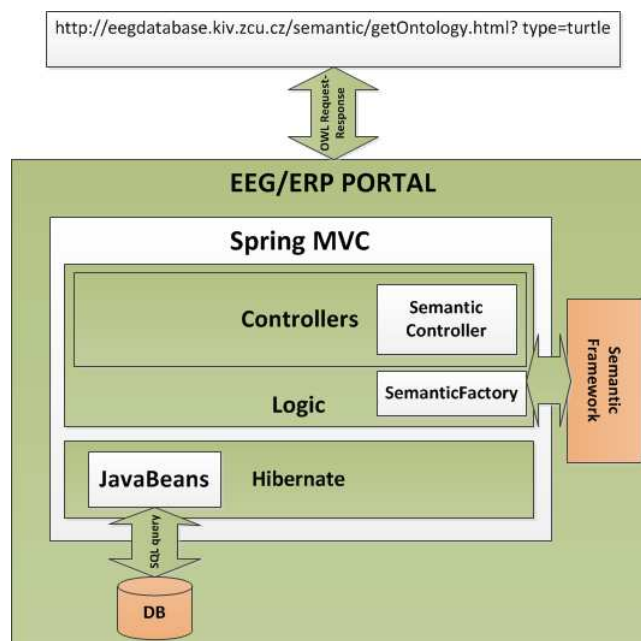 http://eegdatabase.kiv.zcu.cz/semantic/getOntology.html? type=turtle
OWL Request-
Response
EEG/ERP PORTAL
Spring MVC
Controllers
Semantic
Controller
SemanticFactory
Logic
Semantic
Framework
JavaBeans
Hibernate
SQL query
DB